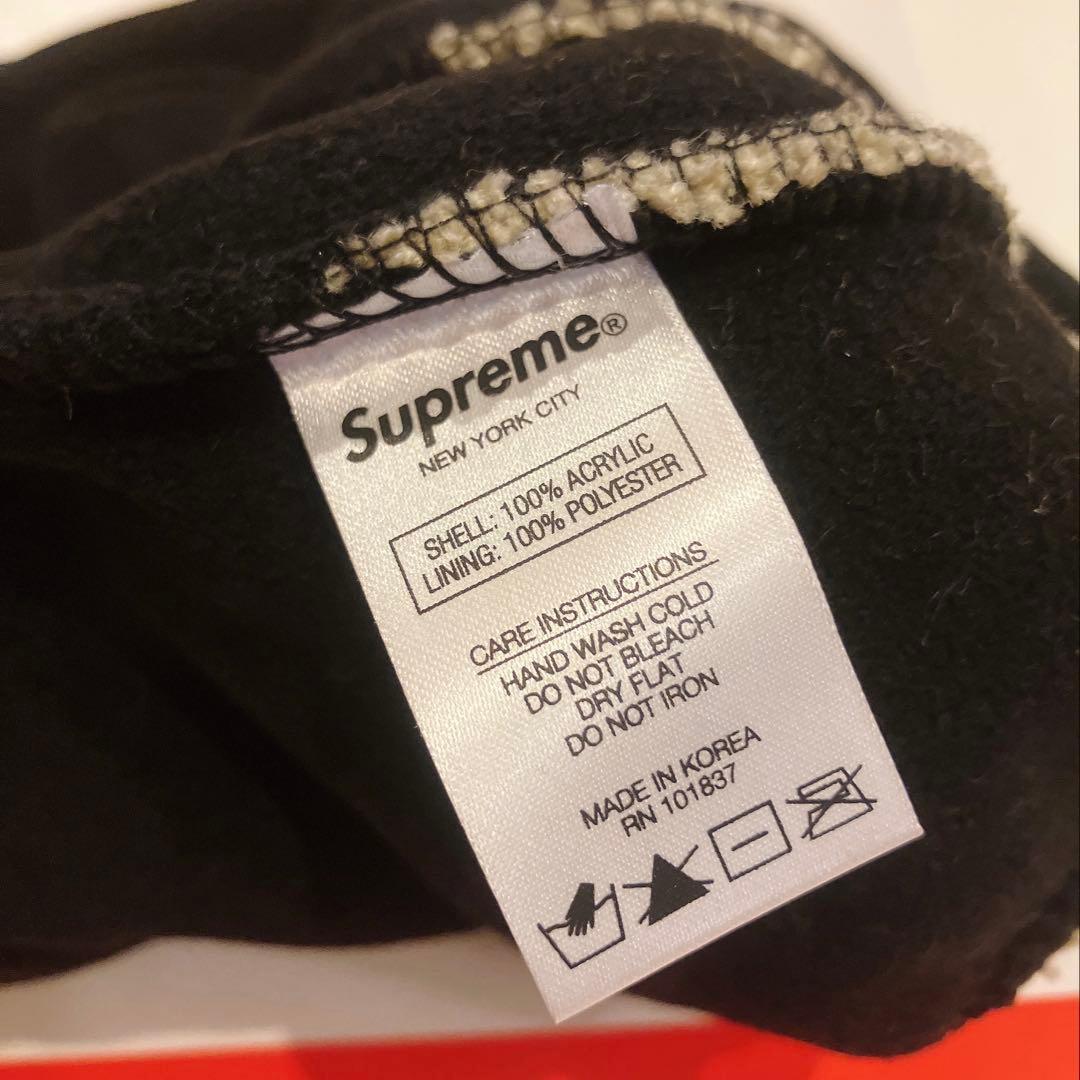 Supreme®
NEW YORK CITY
SHELL: 100% ACRYLIC
LINING: 100% POLYESTER
CARE INSTRUCTIONS
HAND WASH COLD
DO NOT BLEACH
DRY FLAT
DO NOT IRON
MADE IN KOREA
RN 101837